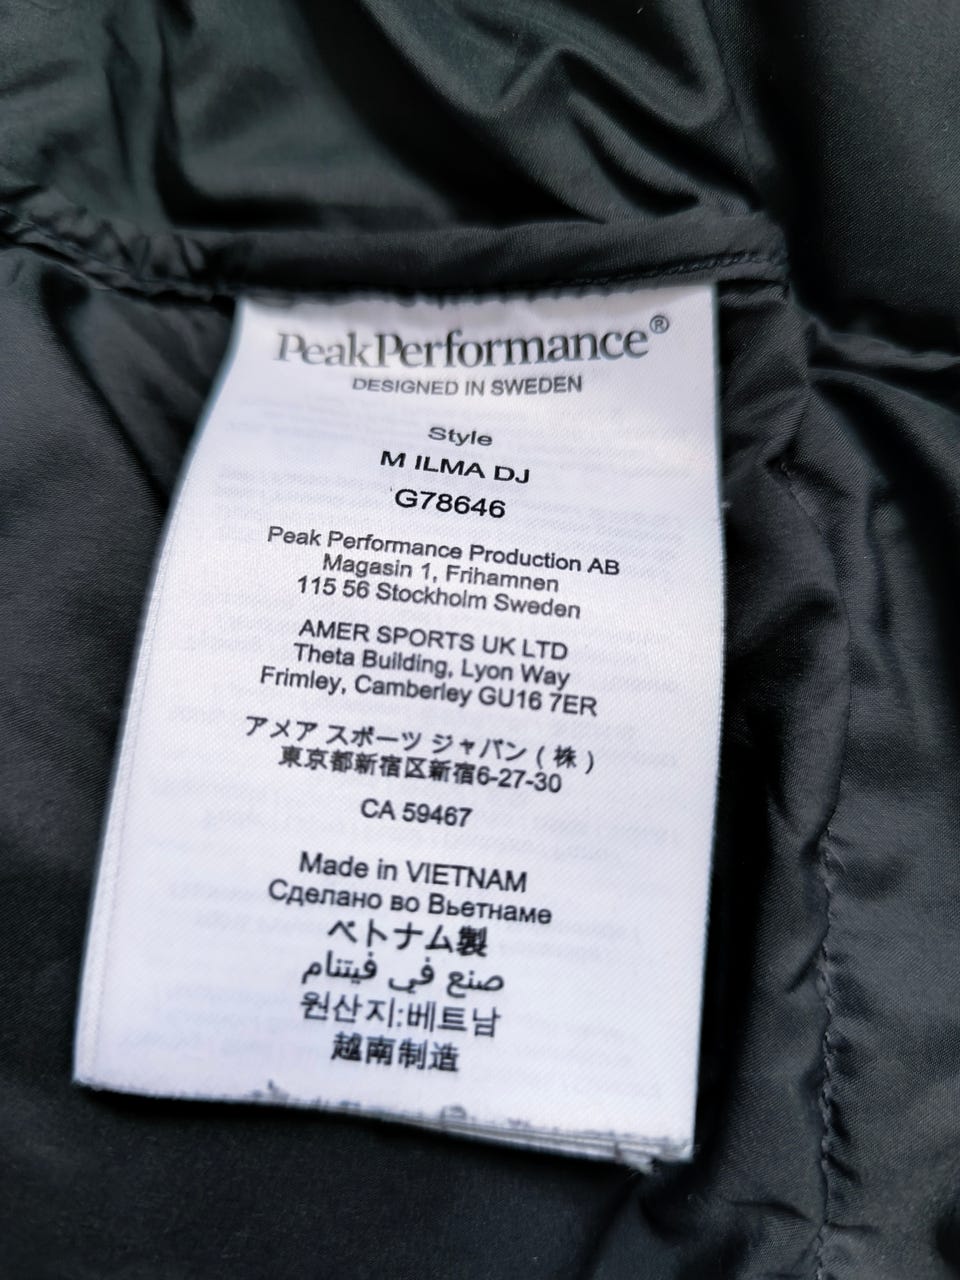 PeakPerformance®
DESIGNED IN SWEDEN
Style
M ILMA DJ
G78646
Peak Performance Production AB
Magasin 1, Frihamnen
115 56 Stockholm Sweden
AMER SPORTS UK LTD
Theta Building, Lyon Way
Frimley, Camberley GU16 7ER
アメア スポーツ ジャパン ( 株 )
東京都新宿区新宿6-27-30
CA 59467
Made in VIETNAM
Сделано во Вьетнаме
ベトナム製
صنع في فيتنام
원산지:베트남
越南制造